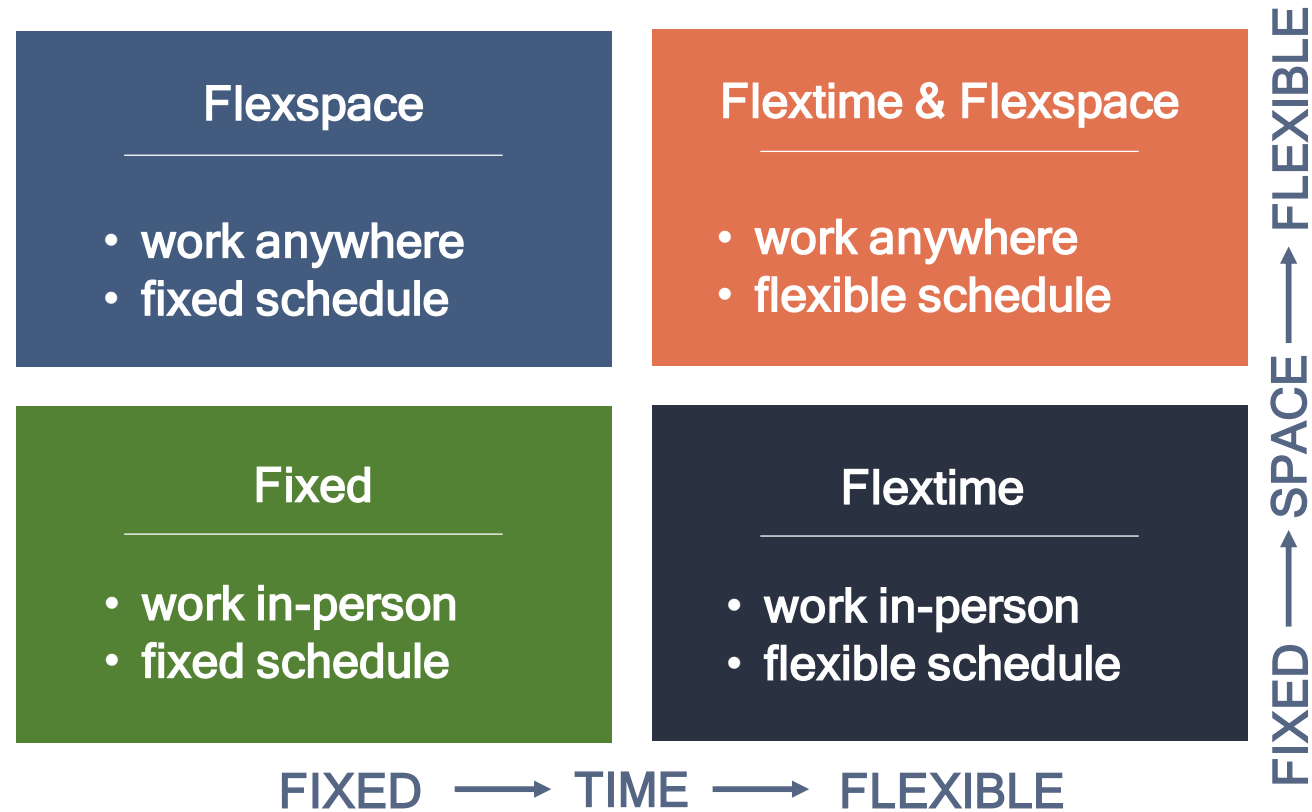 Flexspace
• work anywhere
• fixed schedule
Flextime & Flexspace
• work anywhere
• flexible schedule
Fixed
• work in-person
• fixed schedule
Flextime
• work in-person
• flexible schedule
FIXED → TIME → FLEXIBLE
FIXED → SPACE → FLEXIBLE